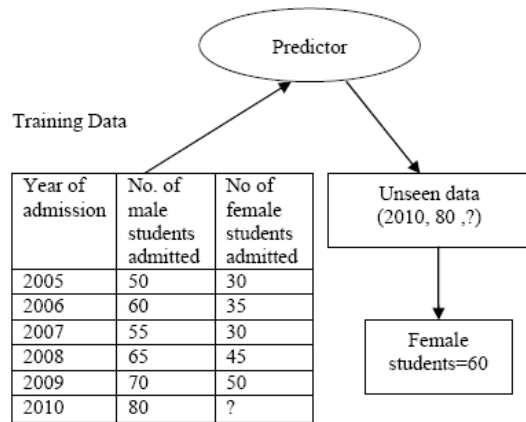 Predictor
Training Data
Year of admission
No. of male students admitted
No of female students admitted
2005 50 30
2006 60 35
2007 55 30
2008 65 45
2009 70 50
2010 80 ?
Unseen data
(2010, 80 ,?)
Female
students=60